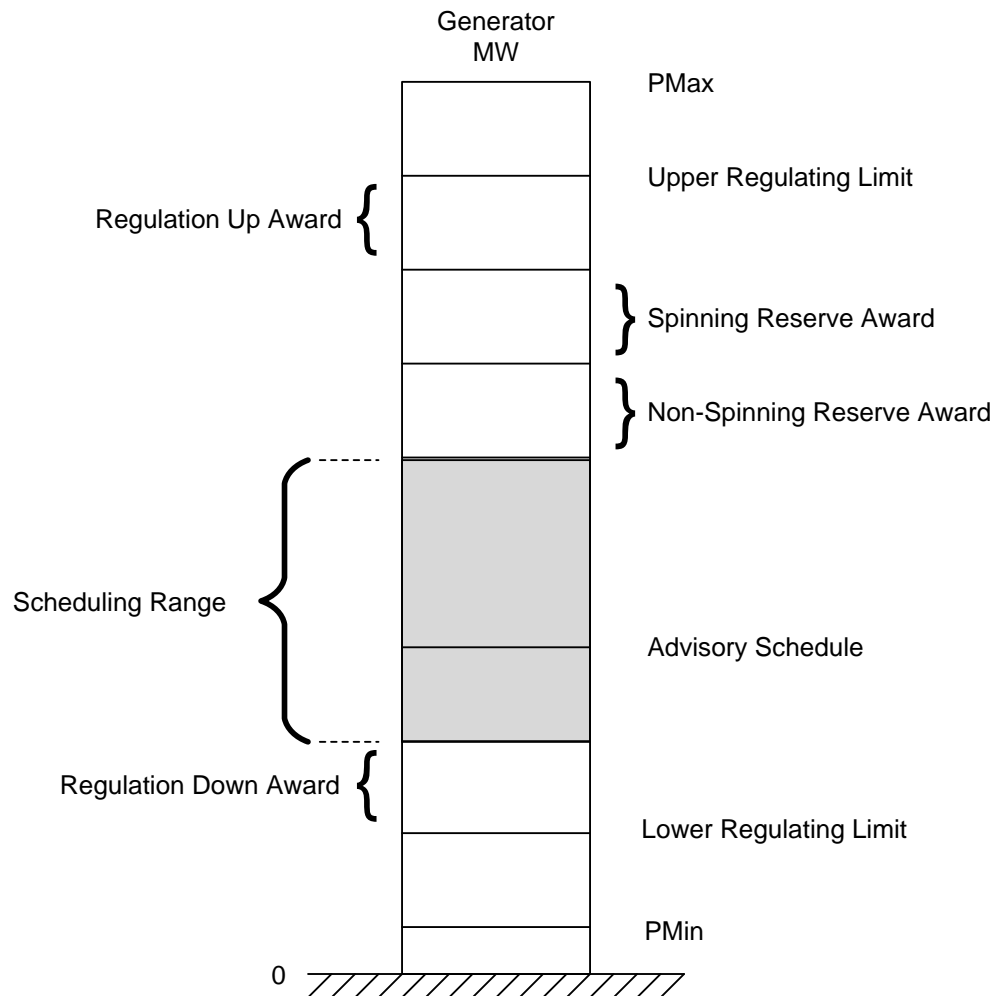 Generator
MW
PMax
Upper Regulating Limit
Regulation Up Award
Spinning Reserve Award
Non-Spinning Reserve Award
Scheduling Range
Advisory Schedule
Regulation Down Award
Lower Regulating Limit
PMin
0